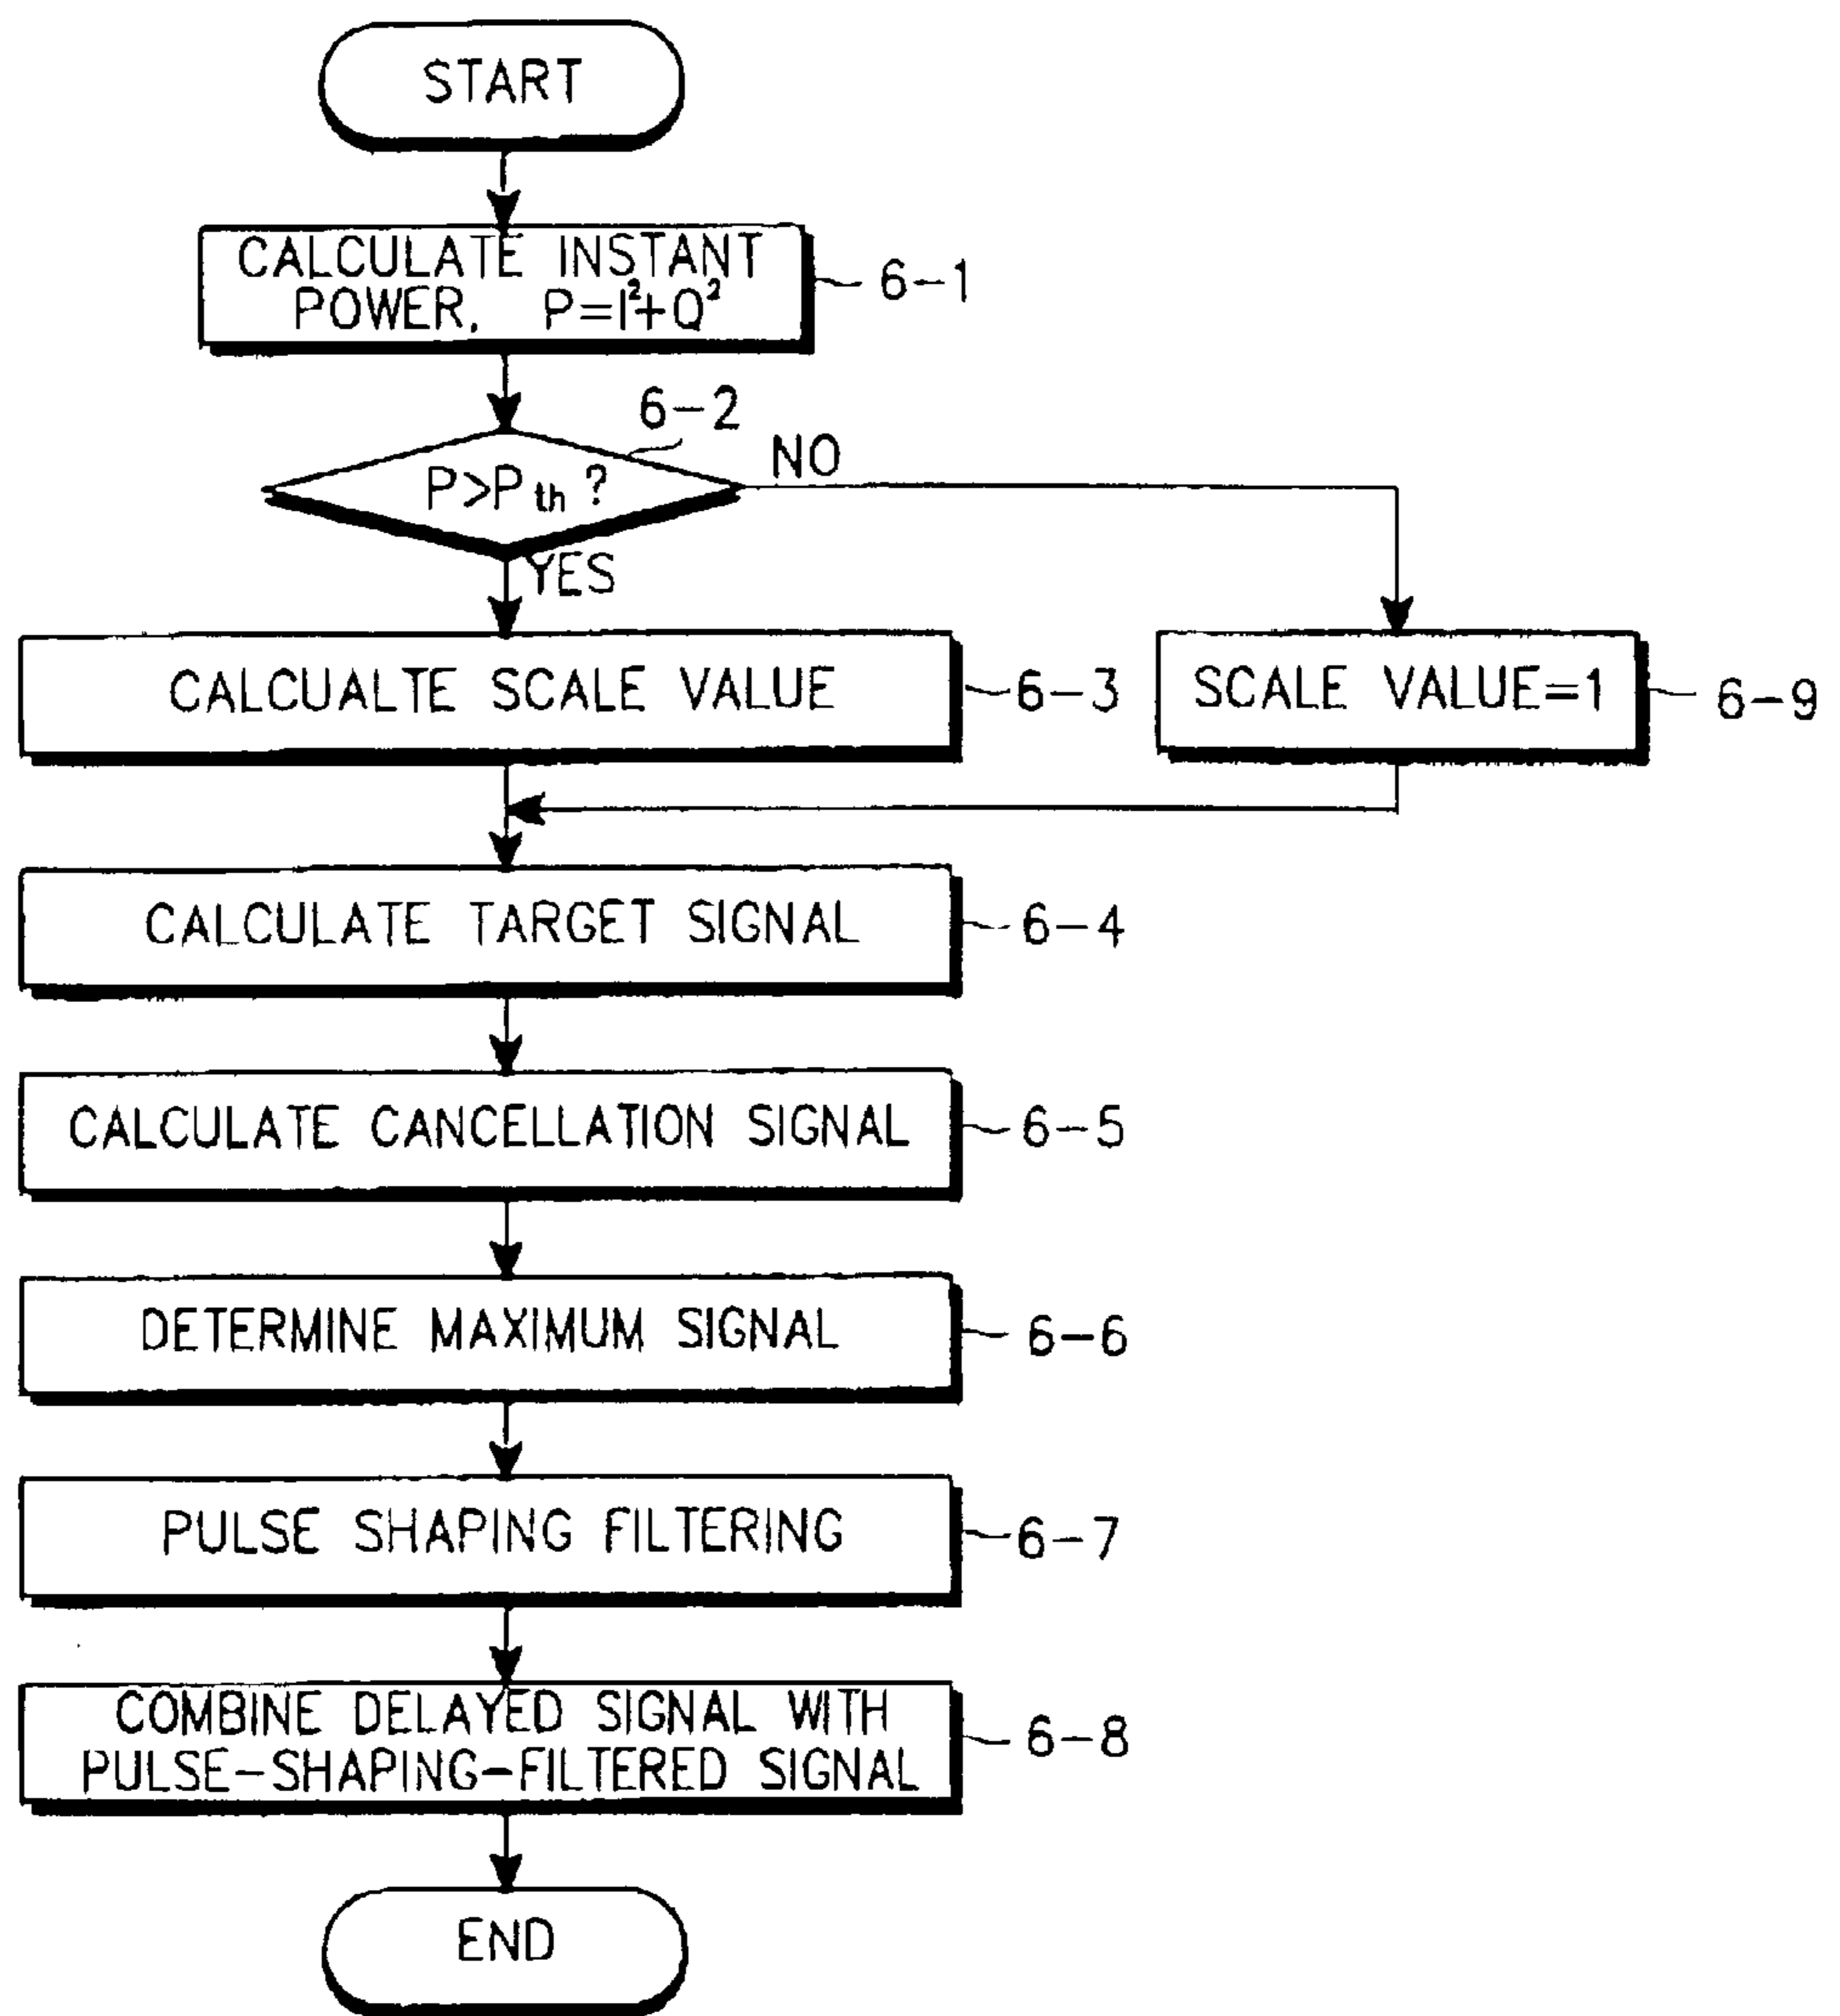 START
CALCULATE INSTANT
POWER. P=I²+Q²
6-1
6-2
P>Pth ?
NO
YES
CALCUALTE SCALE VALUE
6-3
SCALE VALUE=1
6-9
CALCULATE TARGET SIGNAL
6-4
CALCULATE CANCELLATION SIGNAL
6-5
DETERMINE MAXIMUM SIGNAL
6-6
PULSE SHAPING FILTERING
6-7
COMBINE DELAYED SIGNAL WITH
PULSE-SHAPING-FILTERED SIGNAL
6-8
END